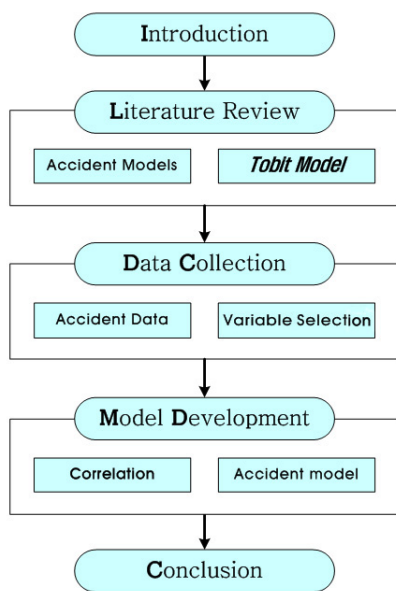 Introduction
Literature Review
Accident Models
Tobit Model
Data Collection
Accident Data
Variable Selection
Model Development
Correlation
Accident model
Conclusion